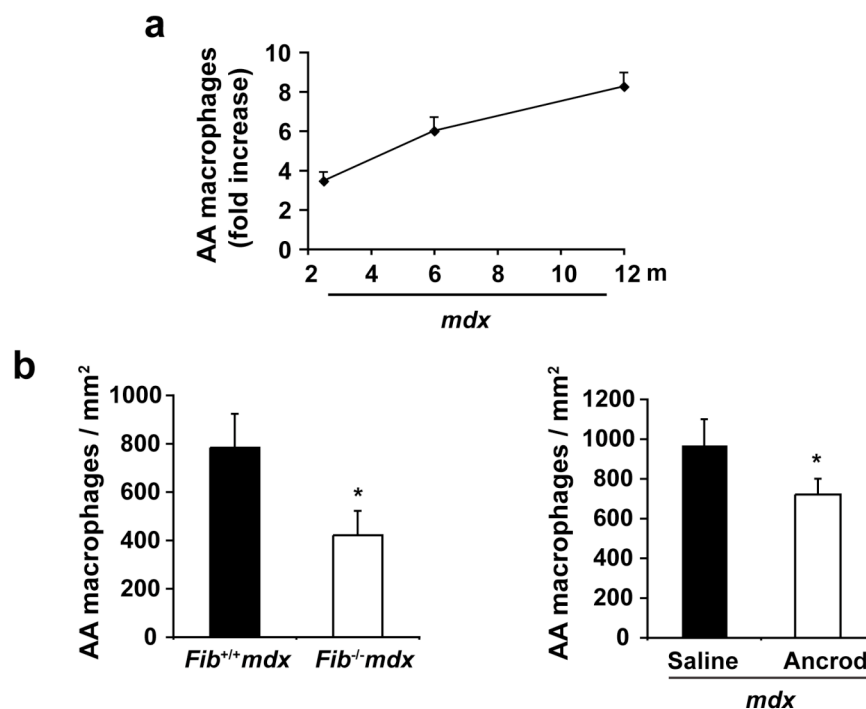 a
AA macrophages
(fold increase)
10
8
6
4
2
0
2 4 6 8 10 12 m
mdx
b
AA macrophages / mm²
1000
800
600
400
200
0
Fib⁺/⁺mdx Fib⁻/⁻mdx
*
AA macrophages / mm²
1200
1000
800
600
400
200
0
*
Saline Ancrod
mdx